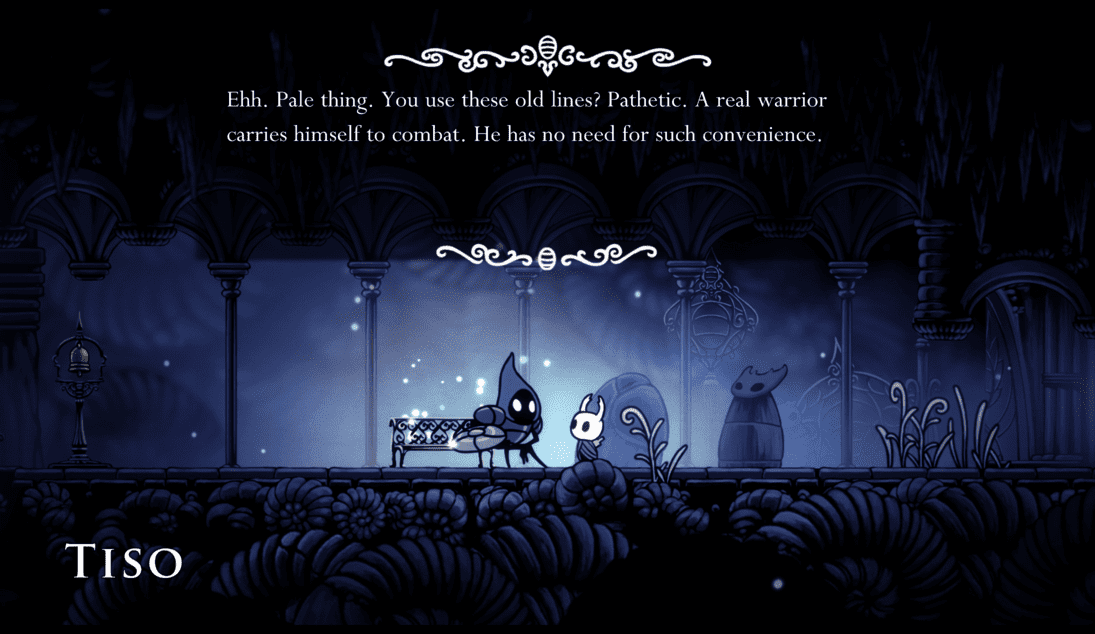 Ehh. Pale thing. You use these old lines? Pathetic. A real warrior
carries himself to combat. He has no need for such convenience.
TISO